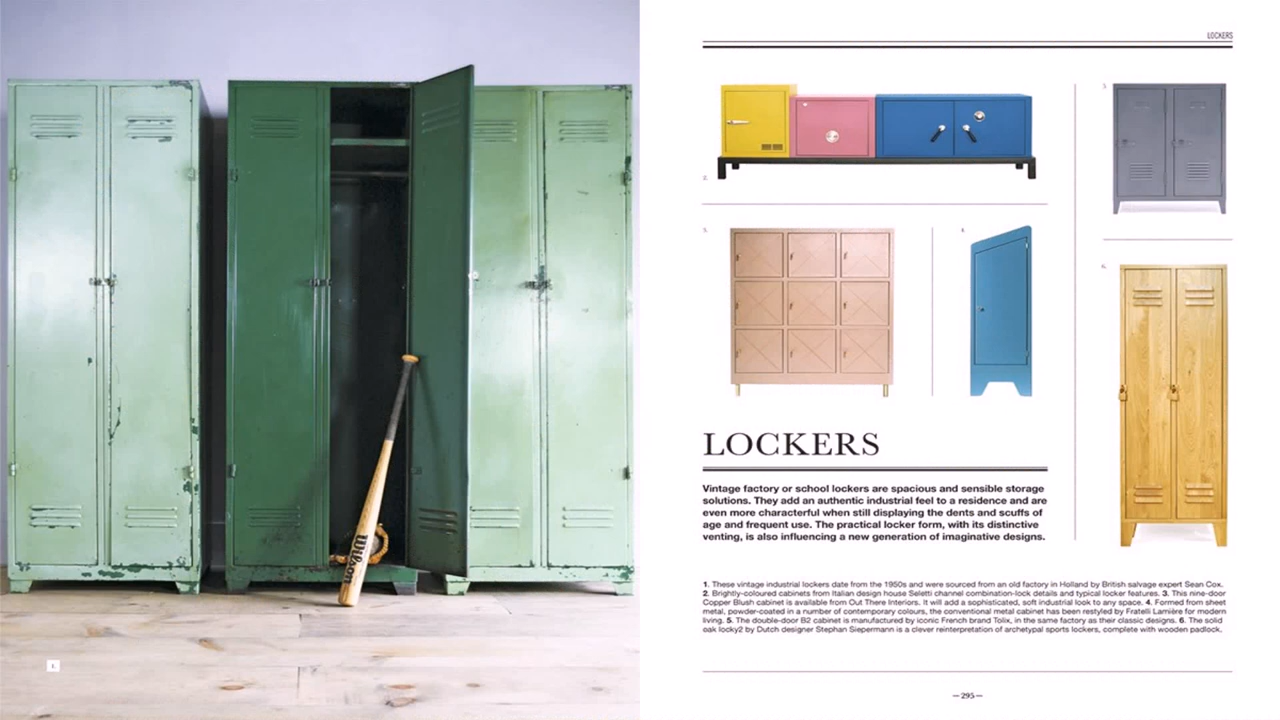 LOCKERS
2.
3.
5.
4.
6.
Wilson
LOCKERS
Vintage factory or school lockers are spacious and sensible storage
solutions. They add an authentic industrial feel to a residence and are
even more characterful when still displaying the dents and scuffs of
age and frequent use. The practical locker form, with its distinctive
venting, is also influencing a new generation of imaginative designs.
1. These vintage industrial lockers date from the 1950s and were sourced from an old factory in Holland by British salvage expert Sean Cox.
2. Brightly-coloured cabinets from Italian design house Seletti channel combination-lock details and typical locker features. 3. This nine-door
Copper Blush cabinet is available from Out There Interiors. It will add a sophisticated, soft industrial look to any space. 4. Formed from sheet
metal, powder-coated in a number of contemporary colours, the conventional metal cabinet has been restyled by Fratelli Lamière for modern
living. 5. The double-door B2 cabinet is manufactured by iconic French brand Tolix, in the same factory as their classic designs. 6. The solid
oak locky2 by Dutch designer Stephan Siepermann is a clever reinterpretation of archetypal sports lockers, complete with wooden padlock.
1.
—295—